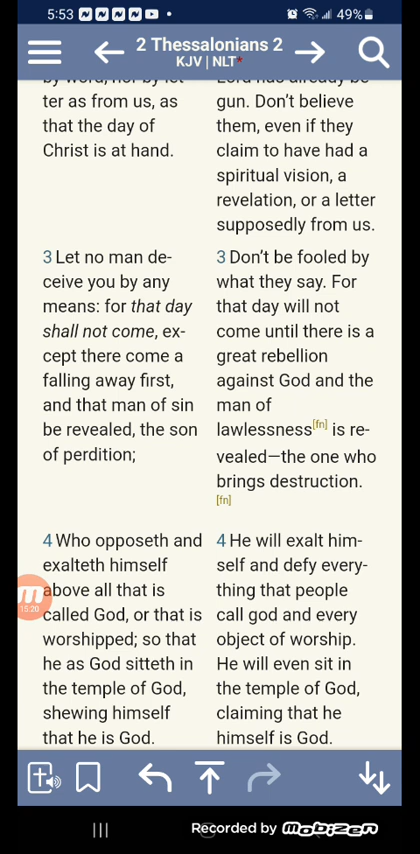 5:53
49%
2 Thessalonians 2
KJV | NLT*
by word, nor by let-
ter as from us, as
that the day of
Christ is at hand.
Lord has already be-
gun. Don't believe
them, even if they
claim to have had a
spiritual vision, a
revelation, or a letter
supposedly from us.
3 Let no man de-
ceive you by any
means: for that day
shall not come, ex-
cept there come a
falling away first,
and that man of sin
be revealed, the son
of perdition;
3 Don't be fooled by
what they say. For
that day will not
come until there is a
great rebellion
against God and the
man of
lawlessness[fn] is re-
vealed—the one who
brings destruction.
[fn]
4 Who opposeth and
exalteth himself
above all that is
called God, or that is
worshipped; so that
he as God sitteth in
the temple of God,
shewing himself
that he is God.
4 He will exalt him-
self and defy every-
thing that people
call god and every
object of worship.
He will even sit in
the temple of God,
claiming that he
himself is God.
15:20
Recorded by Mobizen